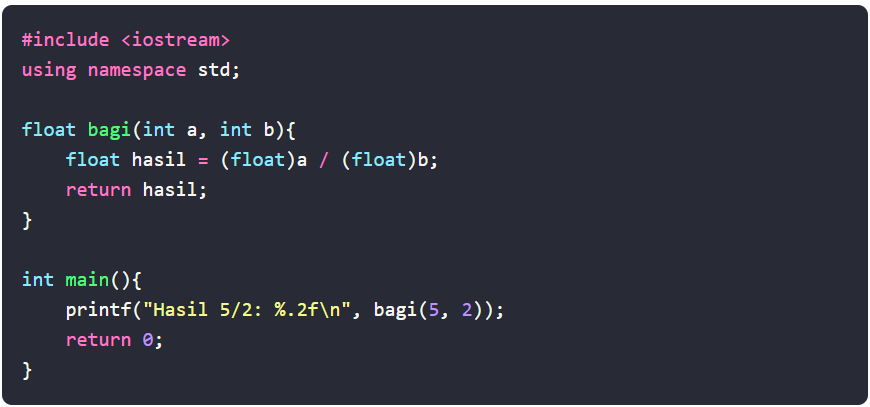 #include <iostream>
using namespace std;
float bagi(int a, int b){
float hasil = (float)a / (float)b;
return hasil;
}
int main(){
printf("Hasil 5/2: %.2f\n", bagi(5, 2));
return 0;
}